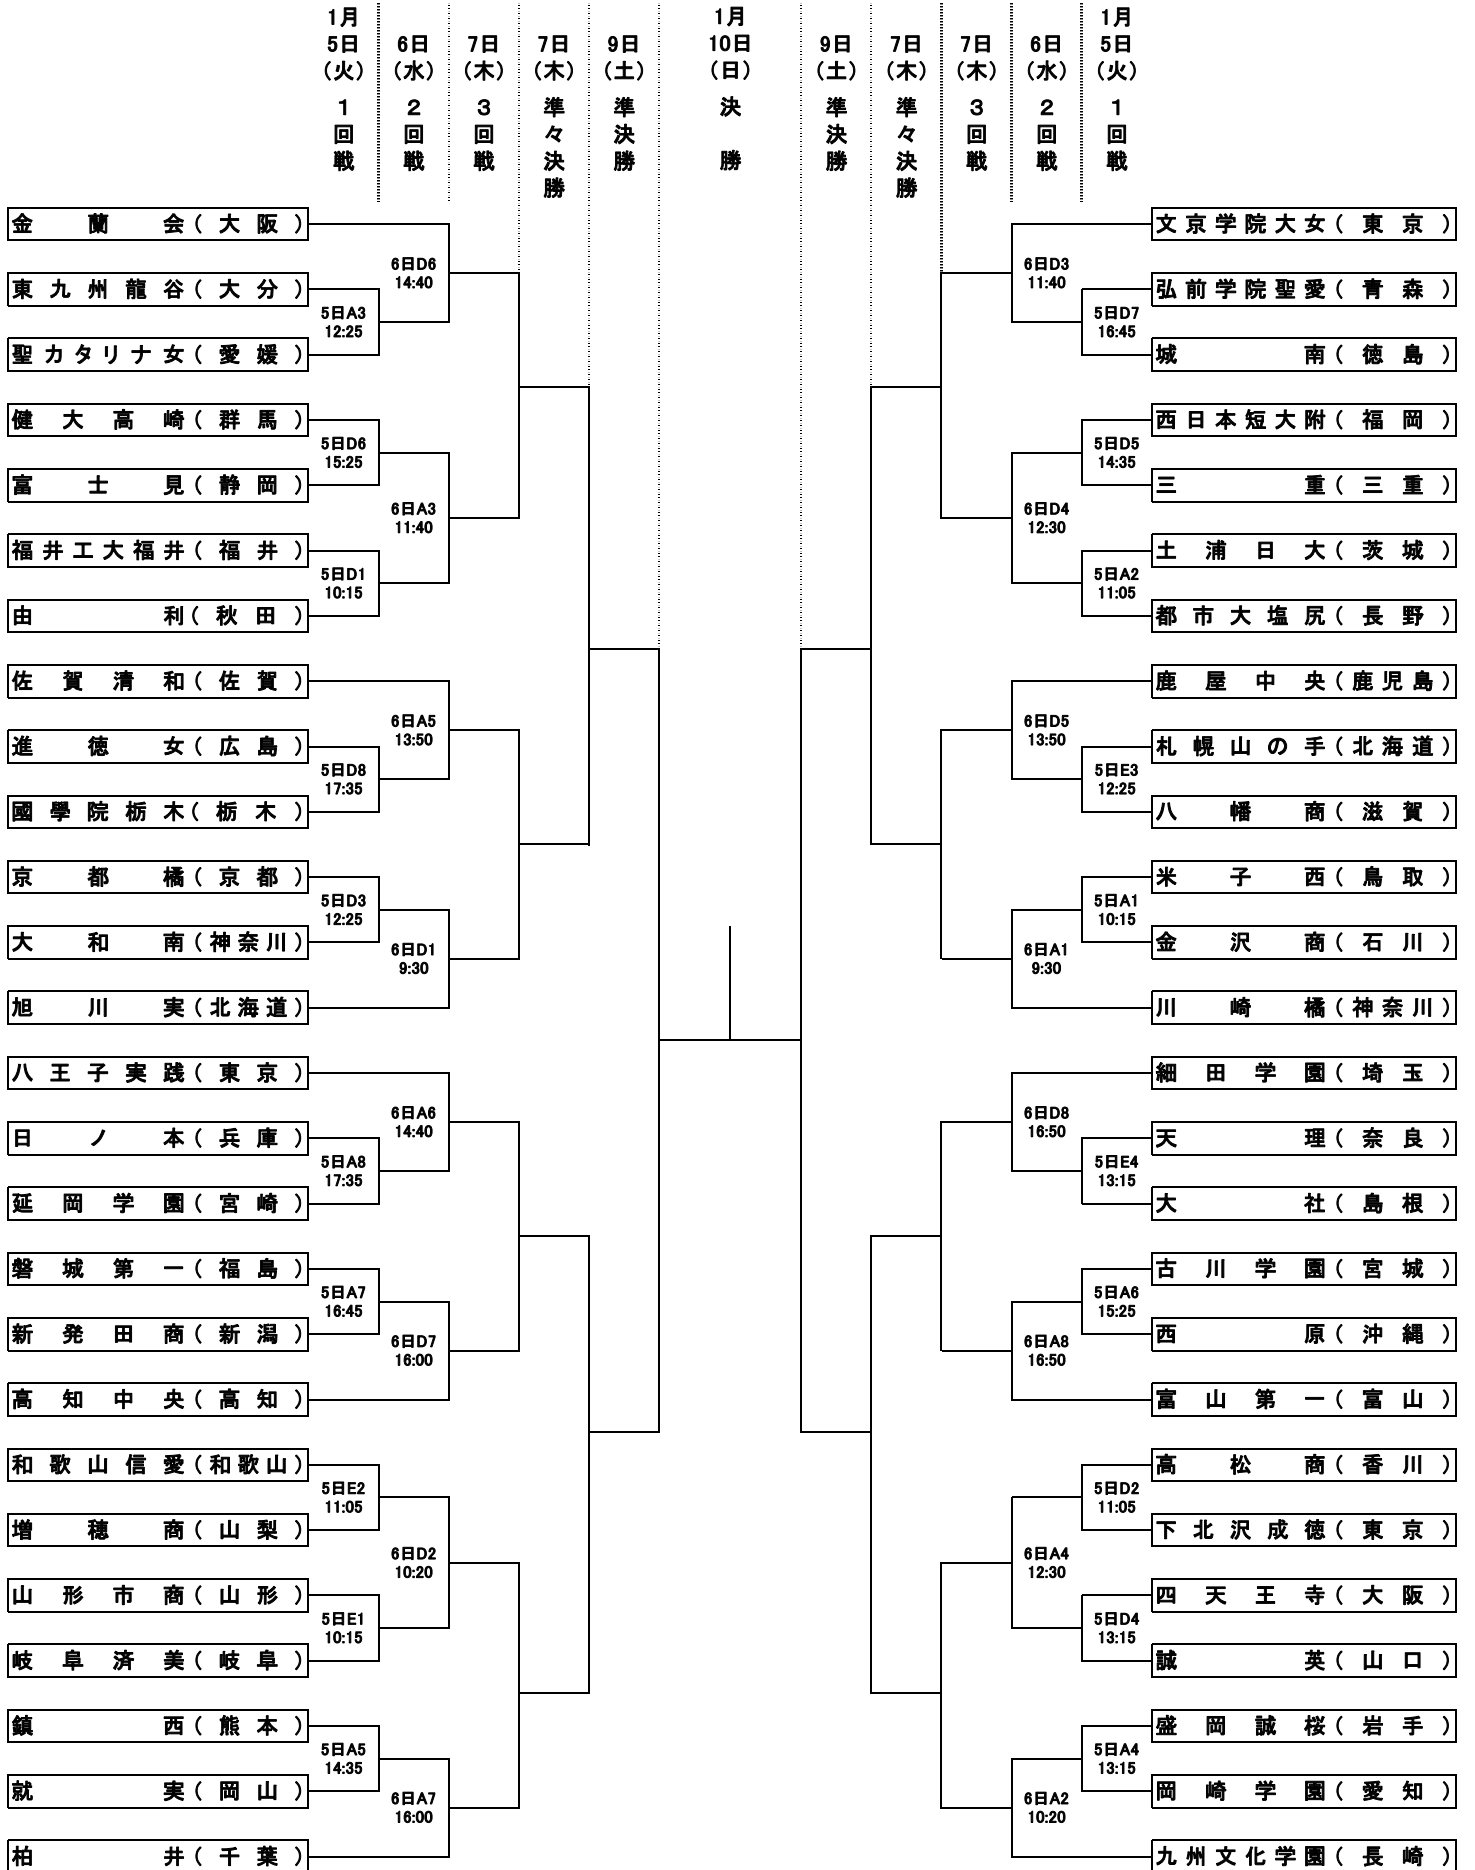 1月 5日 (火) 1回戦
6日 (水) 2回戦
7日 (木) 3回戦
7日 (木) 準々決勝
9日 (土) 準決勝
1月 10日 (日) 決勝
9日 (土) 準決勝
7日 (木) 準々決勝
7日 (木) 3回戦
6日 (水) 2回戦
1月 5日 (火) 1回戦
金蘭会(大阪)
6日D6
14:40
東九州龍谷(大分)
5日A3
12:25
聖カタリナ女(愛媛)
健大高崎(群馬)
5日D6
15:25
富士見(静岡)
6日A3
11:40
福井工大福井(福井)
5日D1
10:15
由利(秋田)
佐賀清和(佐賀)
6日A5
13:50
進徳女(広島)
5日D8
17:35
國學院栃木(栃木)
京都橘(京都)
5日D3
12:25
大和南(神奈川)
6日D1
9:30
旭川実(北海道)
八王子実践(東京)
6日A6
14:40
日ノ本(兵庫)
5日A8
17:35
延岡学園(宮崎)
磐城第一(福島)
5日A7
16:45
新発田商(新潟)
6日D7
16:00
高知中央(高知)
和歌山信愛(和歌山)
5日E2
11:05
増穂商(山梨)
6日D2
10:20
山形市商(山形)
5日E1
10:15
岐阜済美(岐阜)
鎮西(熊本)
5日A5
14:35
就実(岡山)
6日A7
16:00
柏井(千葉)
文京学院大女(東京)
6日D3
11:40
弘前学院聖愛(青森)
5日D7
16:45
城南(徳島)
西日本短大附(福岡)
5日D5
14:35
三重(三重)
6日D4
12:30
土浦日大(茨城)
5日A2
11:05
都市大塩尻(長野)
鹿屋中央(鹿児島)
6日D5
13:50
札幌山の手(北海道)
5日E3
12:25
八幡商(滋賀)
米子西(鳥取)
5日A1
10:15
金沢商(石川)
6日A1
9:30
川崎橘(神奈川)
細田学園(埼玉)
6日D8
16:50
天理(奈良)
5日E4
13:15
大社(島根)
古川学園(宮城)
5日A6
15:25
西原(沖縄)
6日A8
16:50
富山第一(富山)
高松商(香川)
5日D2
11:05
下北沢成徳(東京)
6日A4
12:30
四天王寺(大阪)
5日D4
13:15
誠英(山口)
盛岡誠桜(岩手)
5日A4
13:15
岡崎学園(愛知)
6日A2
10:20
九州文化学園(長崎)